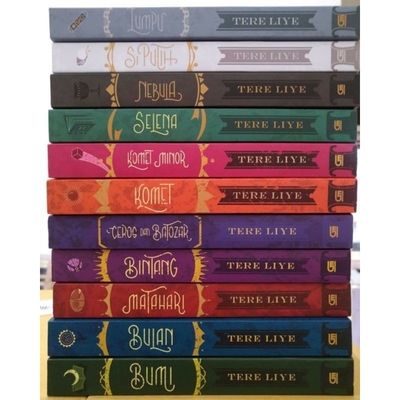 LUMPU
TERE LIYE
SI PUTIH
TERE LIYE
NEBULA
TERE LIYE
SELENA
TERE LIYE
KOMET MINOR
TERE LIYE
KOMET
TERE LIYE
CEROS DAN BATOZAR
TERE LIYE
BINTANG
TERE LIYE
MATAHARI
TERE LIYE
BULAN
TERE LIYE
BUMI
TERE LIYE